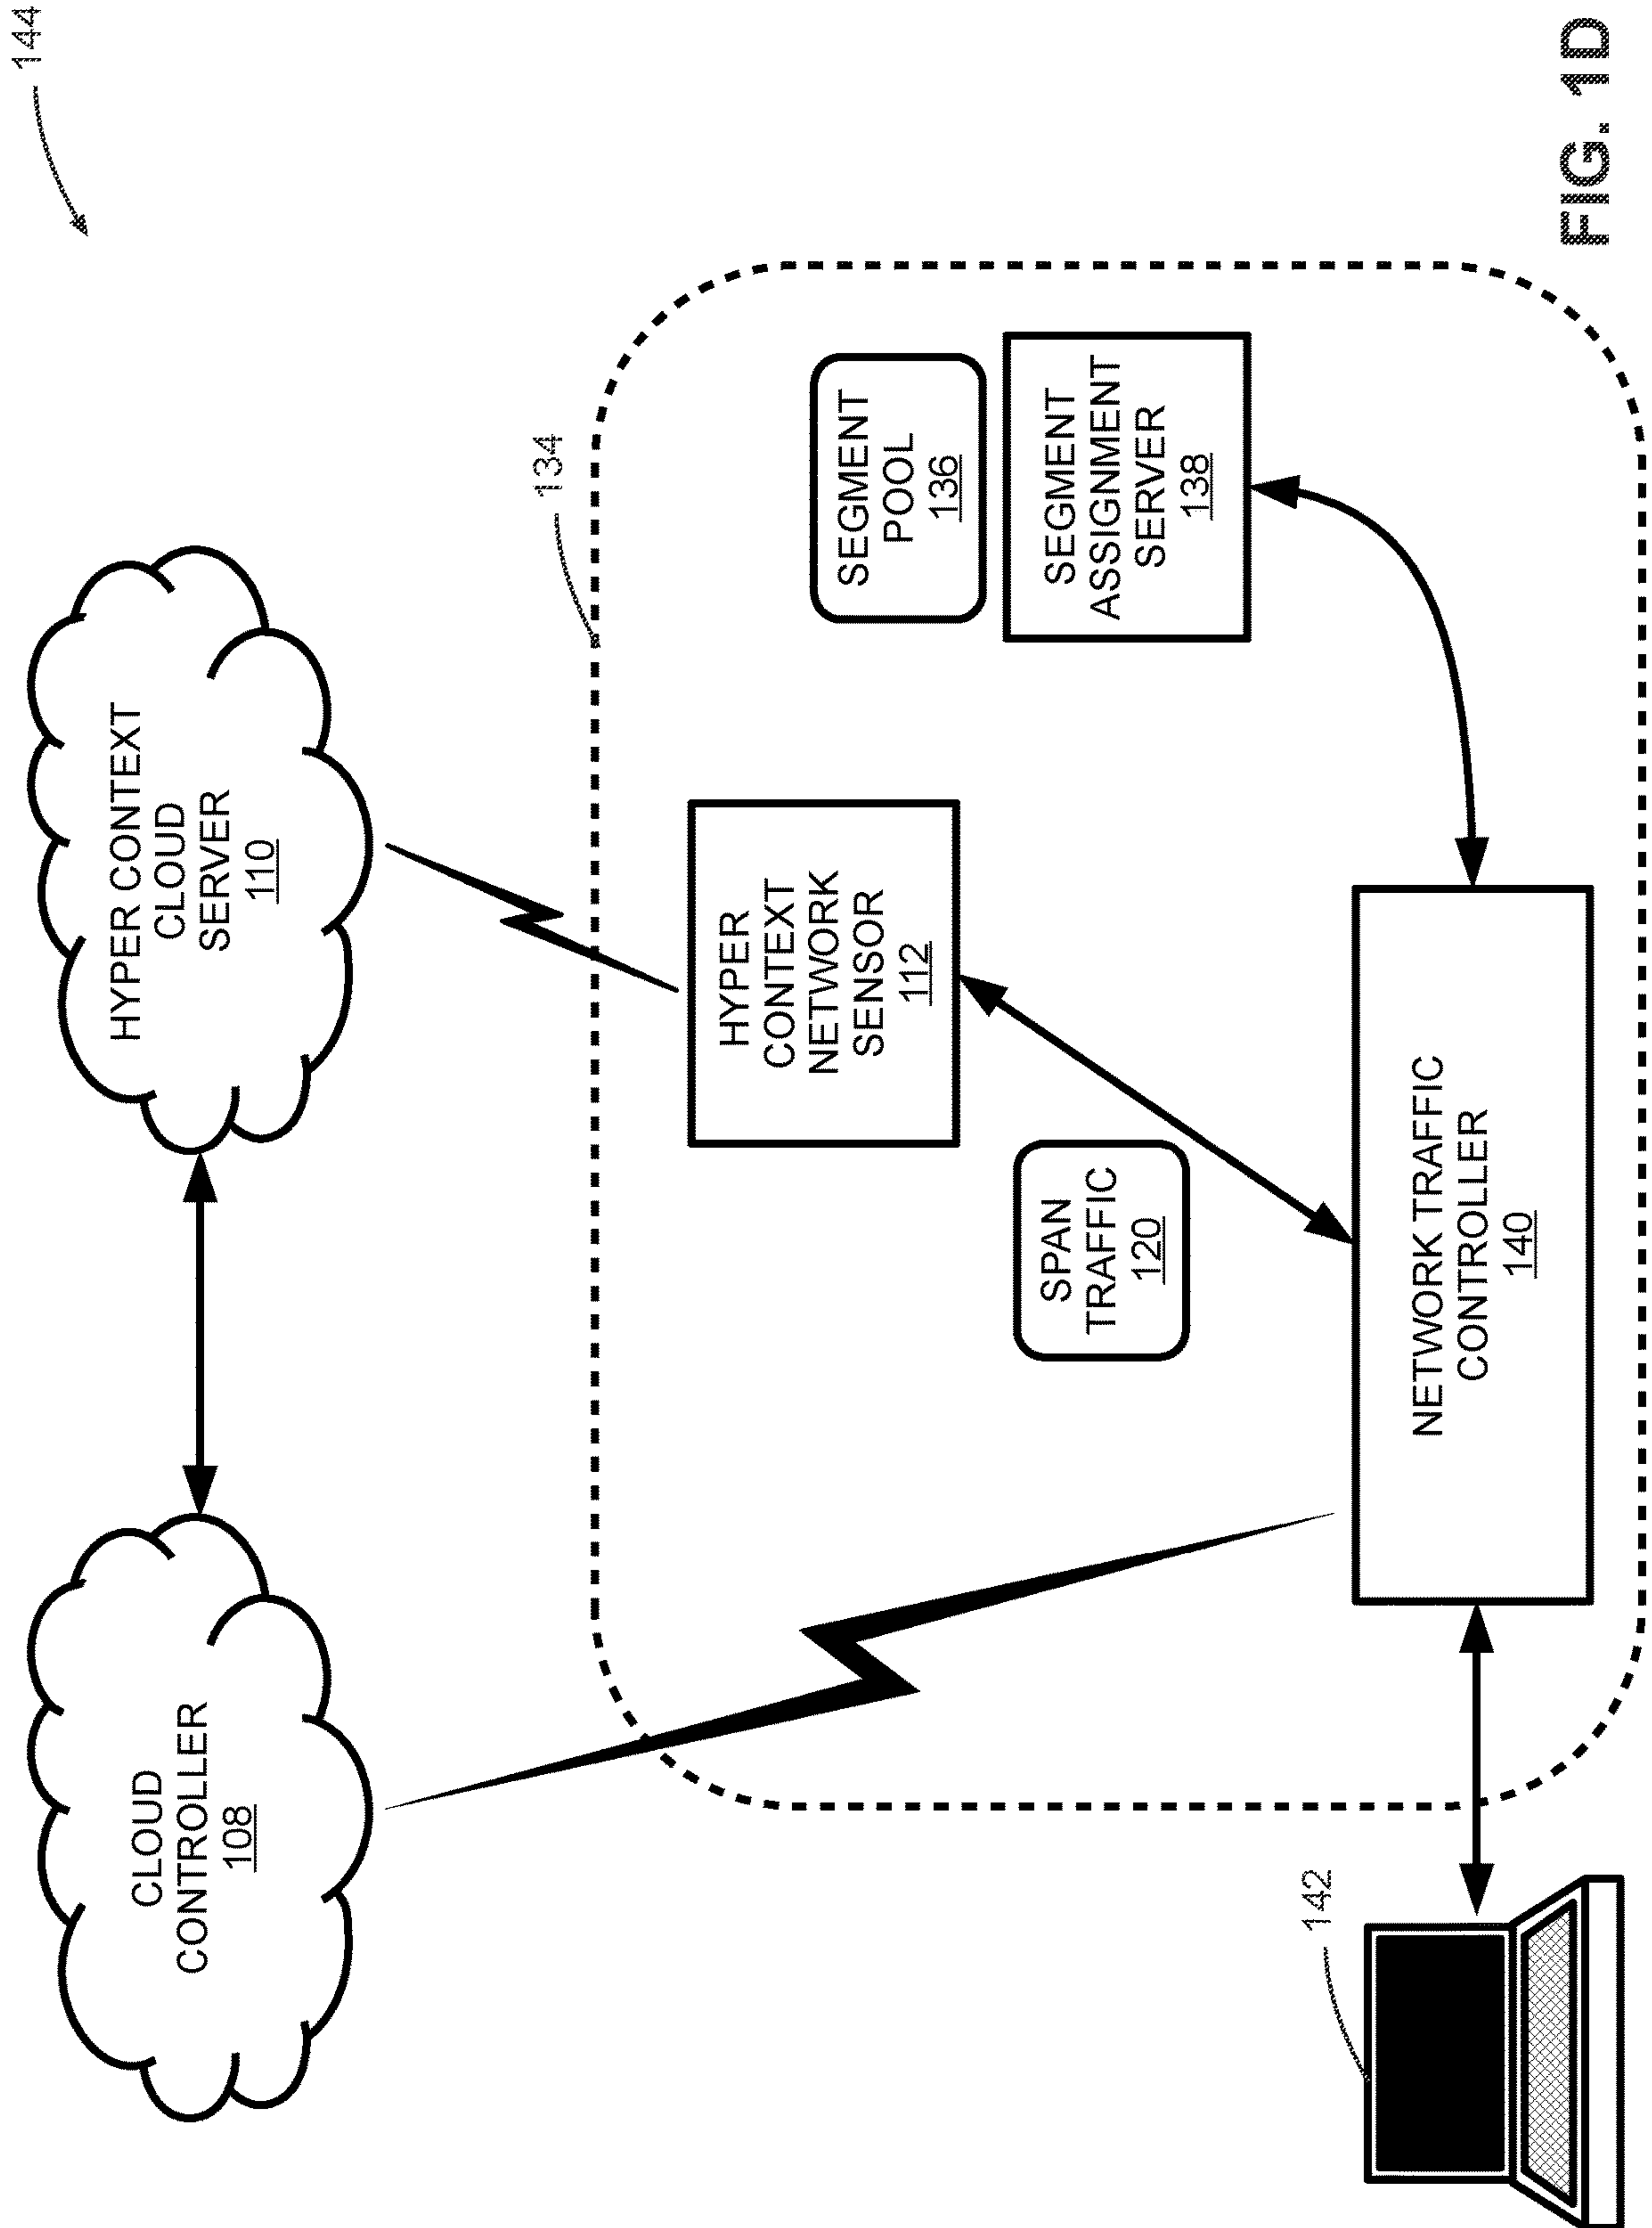 144
CLOUD
CONTROLLER
108
HYPER CONTEXT
CLOUD
SERVER
110
134
HYPER
CONTEXT
NETWORK
SENSOR
112
SEGMENT
POOL
136
SEGMENT
ASSIGNMENT
SERVER
138
SPAN
TRAFFIC
120
142
NETWORK TRAFFIC
CONTROLLER
140
FIG. 1D